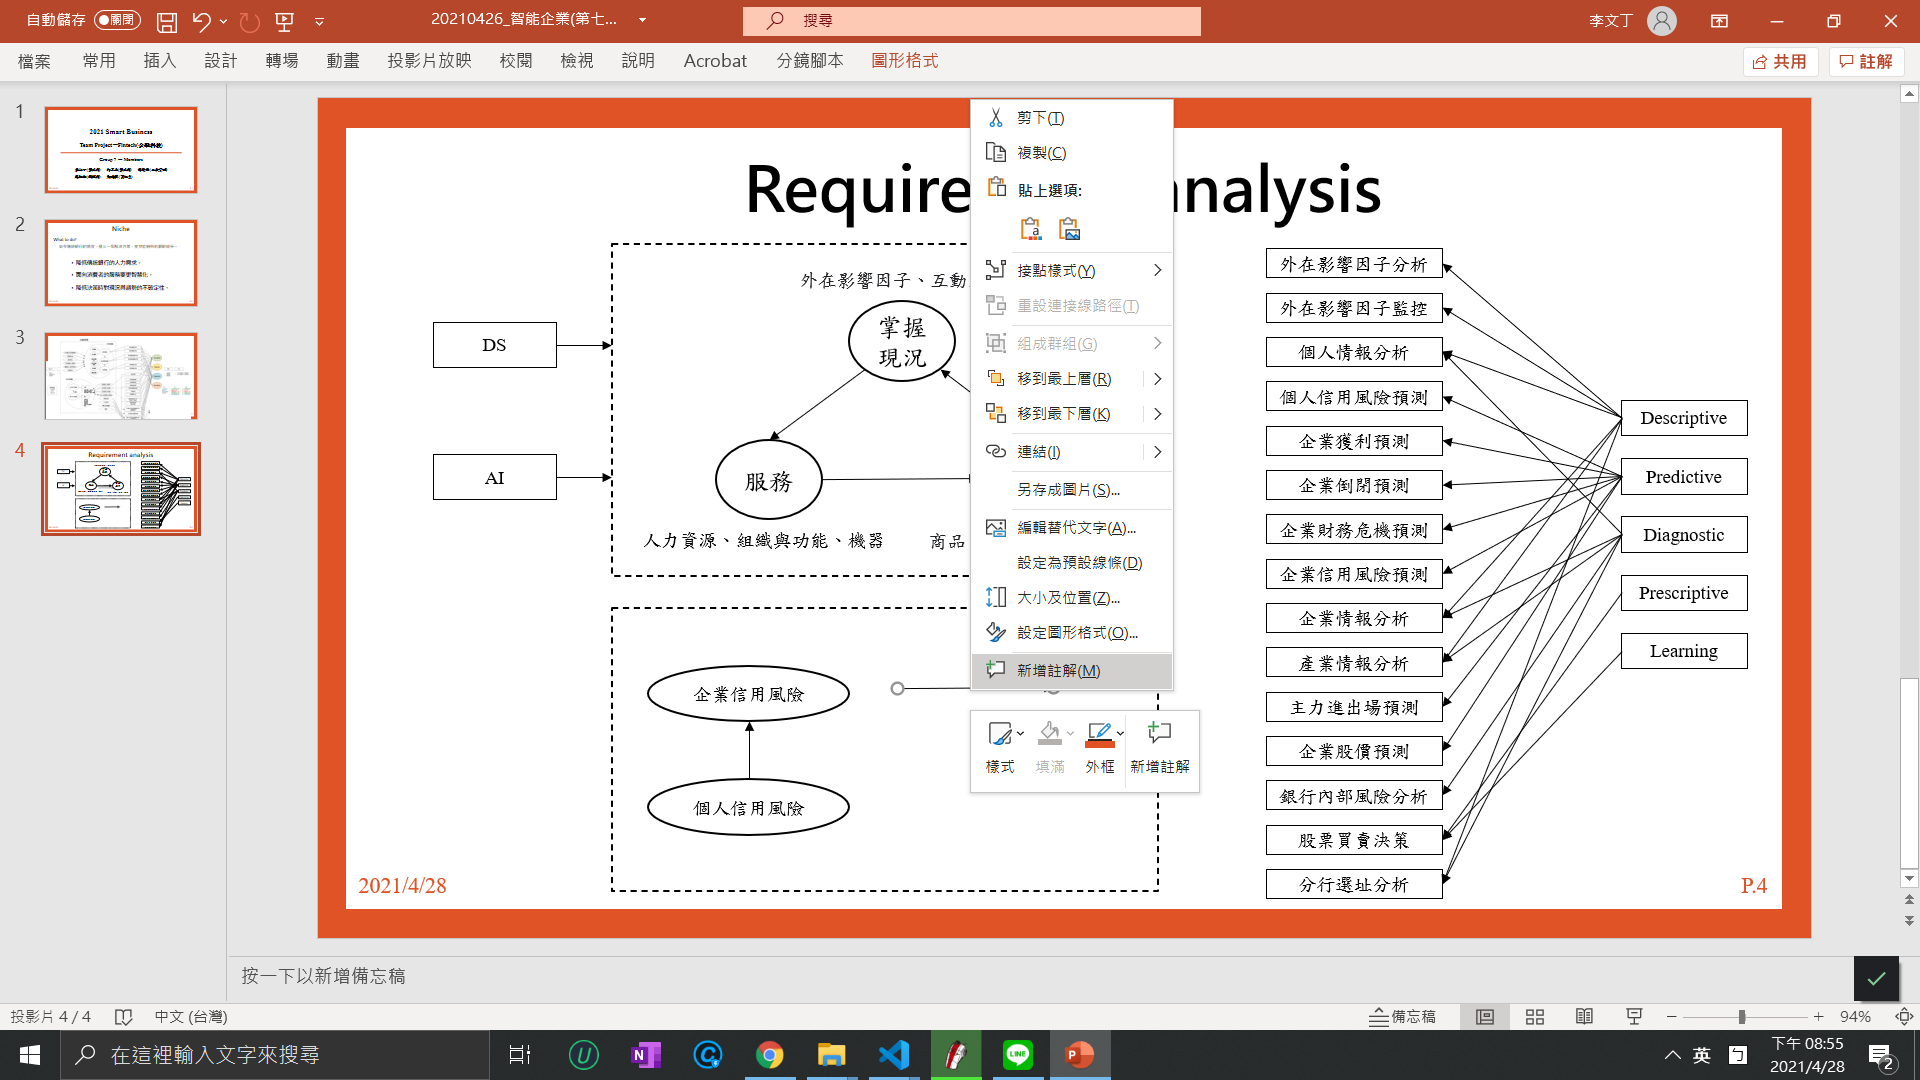 自動儲存 關閉
20210426_智能企業(第七...
搜尋
李文丁
檔案 常用 插入 設計 轉場 動畫 投影片放映 校閱 檢視 說明 Acrobat 分鏡腳本 圖形格式
共用 註解
1
2021 Smart Business
Group 7 — Members
2
Niche
What to do?
3
4
Requirement analysis
Require
nalysis
外在影響因子、互動
掌握
現況
DS
AI
服務
人力資源、組織與功能、機器
商品
企業信用風險
個人信用風險
外在影響因子分析
外在影響因子監控
個人情報分析
個人信用風險預測
企業獲利預測
企業倒閉預測
企業財務危機預測
企業信用風險預測
企業情報分析
產業情報分析
主力進出場預測
企業股價預測
銀行內部風險分析
股票買賣決策
分行選址分析
Descriptive
Predictive
Diagnostic
Prescriptive
Learning
2021/4/28
P.4
剪下(T)
複製(C)
貼上選項:
接點樣式(Y)
重設連接線路徑(T)
組成群組(G)
移到最上層(R)
移到最下層(K)
連結(I)
另存成圖片(S)...
編輯替代文字(A)...
設定為預設線條(D)
大小及位置(Z)...
設定圖形格式(O)...
新增註解(M)
樣式 填滿 外框 新增註解
按一下以新增備忘稿
投影片 4 / 4 中文 (台灣)
備忘稿
94%
在這裡輸入文字來搜尋
英
下午 08:55
2021/4/28
2